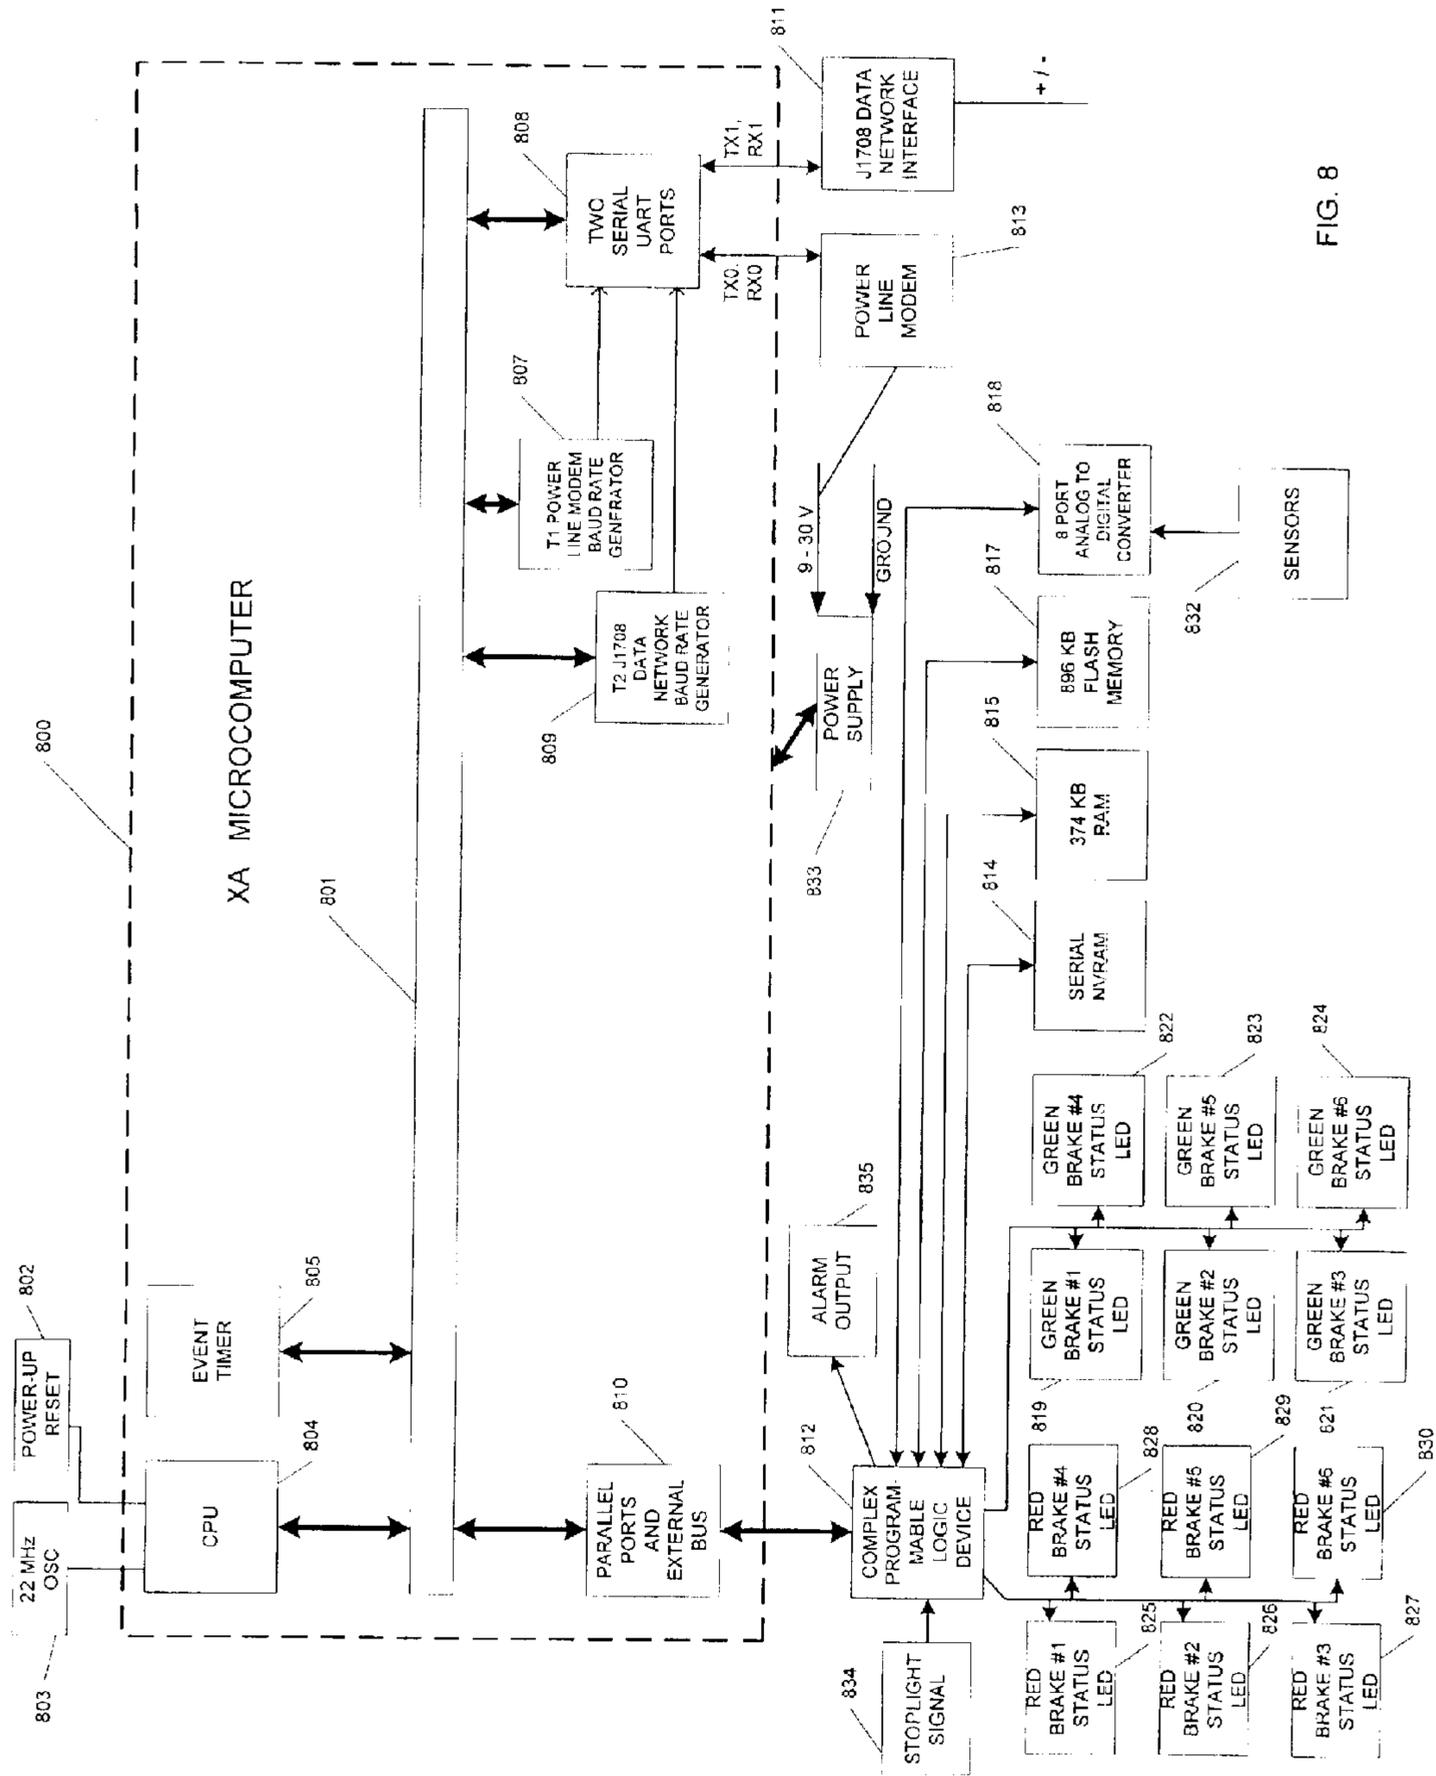 803
22 MHz
OSC
802
POWER-UP
RESET
800
XA MICROCOMPUTER
CPU
804
EVENT
TIMER
805
801
PARALLEL
PORTS
AND
EXTERNAL
BUS
810
T2 J1708
DATA
NETWORK
BAUD RATE
GENERATOR
809
T1 POWER
LINE MODEM
BAUD RATE
GENERATOR
807
TWO
SERIAL
UART
PORTS
808
TX0,
RX0
TX1,
RX1
834
STOPLIGHT
SIGNAL
812
COMPLEX
PROGRAM-
MABLE
LOGIC
DEVICE
ALARM
OUTPUT
835
833
POWER
SUPPLY
9 - 30 V
GROUND
POWER
LINE
MODEM
813
J1708 DATA
NETWORK
INTERFACE
811
+ / -
SERIAL
NVRAM
814
374 KB
RAM
815
896 KB
FLASH
MEMORY
817
8 PORT
ANALOG TO
DIGITAL
CONVERTER
818
832
SENSORS
RED
BRAKE #1
STATUS
LED
825
RED
BRAKE #4
STATUS
LED
828
GREEN
BRAKE #1
STATUS
LED
819
GREEN
BRAKE #4
STATUS
LED
822
RED
BRAKE #2
STATUS
LED
826
RED
BRAKE #5
STATUS
LED
829
GREEN
BRAKE #2
STATUS
LED
820
GREEN
BRAKE #5
STATUS
LED
823
RED
BRAKE #3
STATUS
LED
827
RED
BRAKE #6
STATUS
LED
830
GREEN
BRAKE #3
STATUS
LED
821
GREEN
BRAKE #6
STATUS
LED
824
FIG. 8